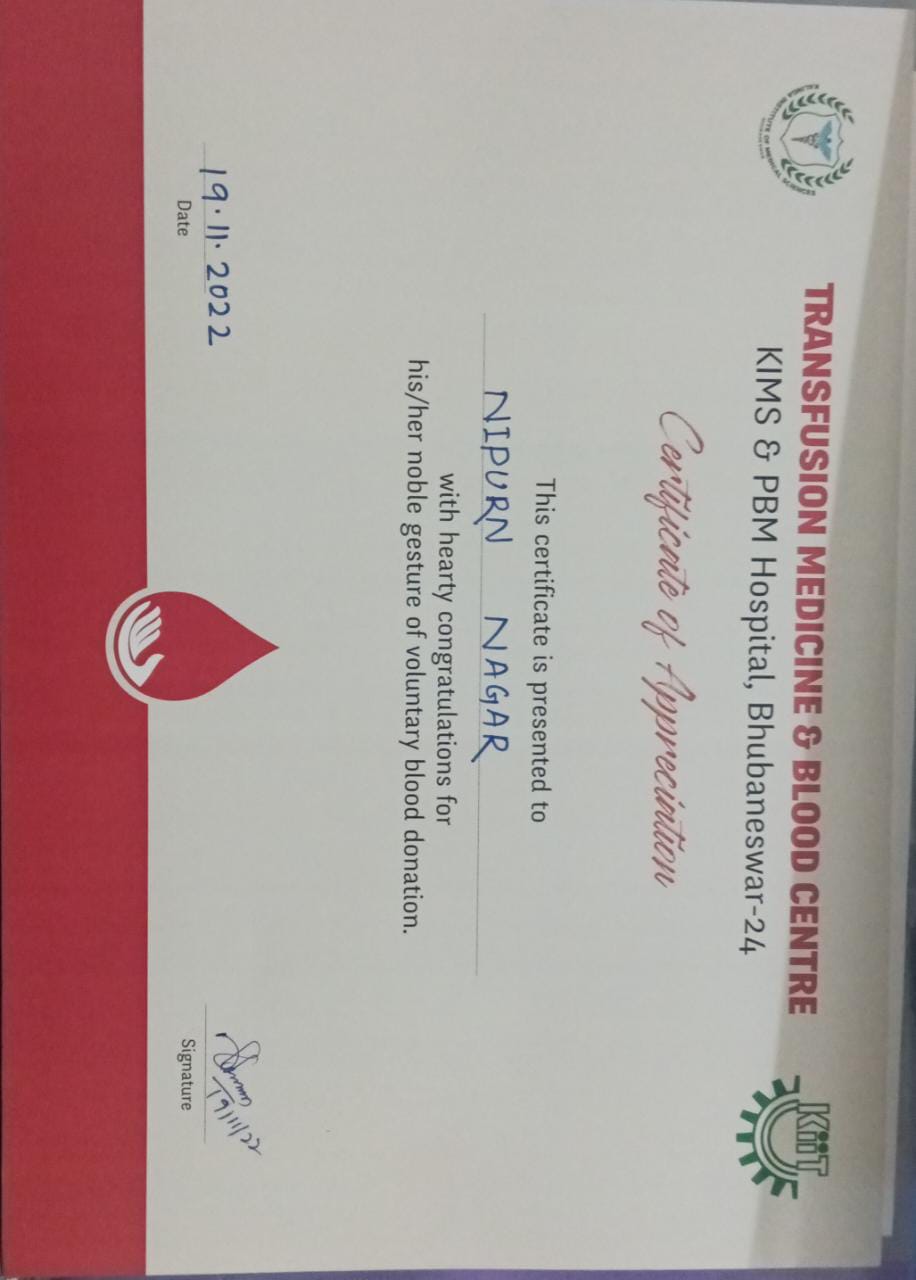 KALINGA INSTITUTE OF MEDICAL SCIENCES
KiiT
TRANSFUSION MEDICINE & BLOOD CENTRE
KIMS & PBM Hospital, Bhubaneswar-24
Certificate of Appreciation
This certificate is presented to
NIPURN NAGAR
with hearty congratulations for
his/her noble gesture of voluntary blood donation.
19.11.2022
Date
19/11/22
Signature